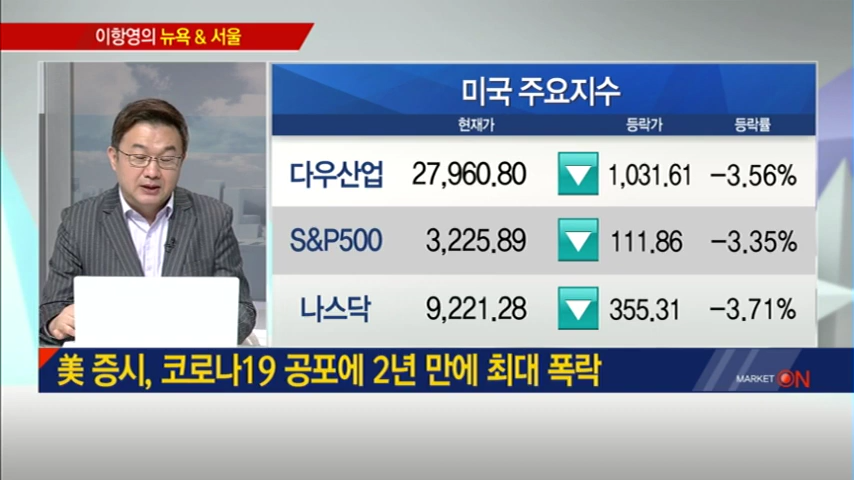 이항영의 뉴욕 & 서울
미국 주요지수
현재가 등락가 등락률
다우산업 27,960.80 ▼ 1,031.61 -3.56%
S&P500 3,225.89 ▼ 111.86 -3.35%
나스닥 9,221.28 ▼ 355.31 -3.71%
美 증시, 코로나19 공포에 2년 만에 최대 폭락
MARKET ON